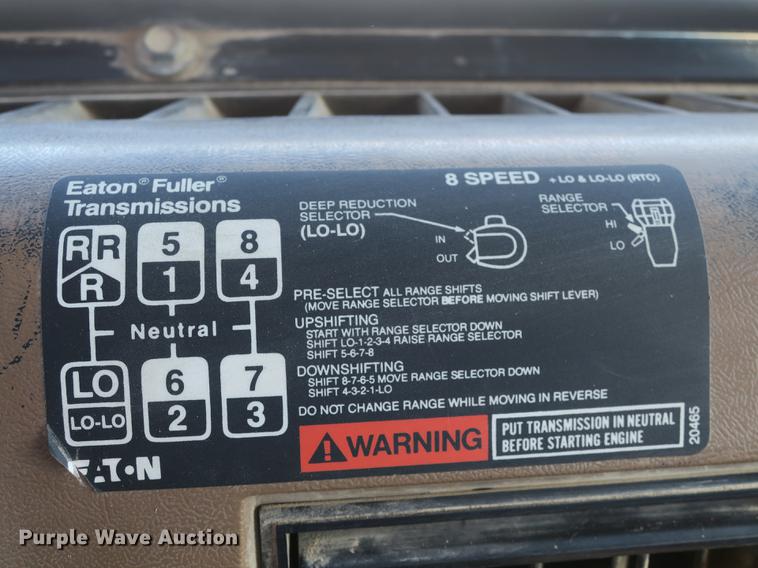 Eaton® Fuller®
Transmissions
8 SPEED + LO & LO-LO (RTO)
R R
R
5
1
8
4
Neutral
LO
LO-LO
6
2
7
3
DEEP REDUCTION
SELECTOR
(LO-LO)
IN
OUT
RANGE
SELECTOR
HI
LO
PRE-SELECT ALL RANGE SHIFTS
(MOVE RANGE SELECTOR BEFORE MOVING SHIFT LEVER)
UPSHIFTING
START WITH RANGE SELECTOR DOWN
SHIFT LO-1-2-3-4 RAISE RANGE SELECTOR
SHIFT 5-6-7-8
DOWNSHIFTING
SHIFT 8-7-6-5 MOVE RANGE SELECTOR DOWN
SHIFT 4-3-2-1-LO
DO NOT CHANGE RANGE WHILE MOVING IN REVERSE
WARNING
PUT TRANSMISSION IN NEUTRAL
BEFORE STARTING ENGINE
20465
EATON
Purple Wave Auction